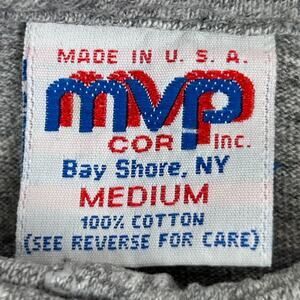 MADE IN U. S. A.
mvp
COR Inc.
Bay Shore, NY
MEDIUM
100% COTTON
(SEE REVERSE FOR CARE)